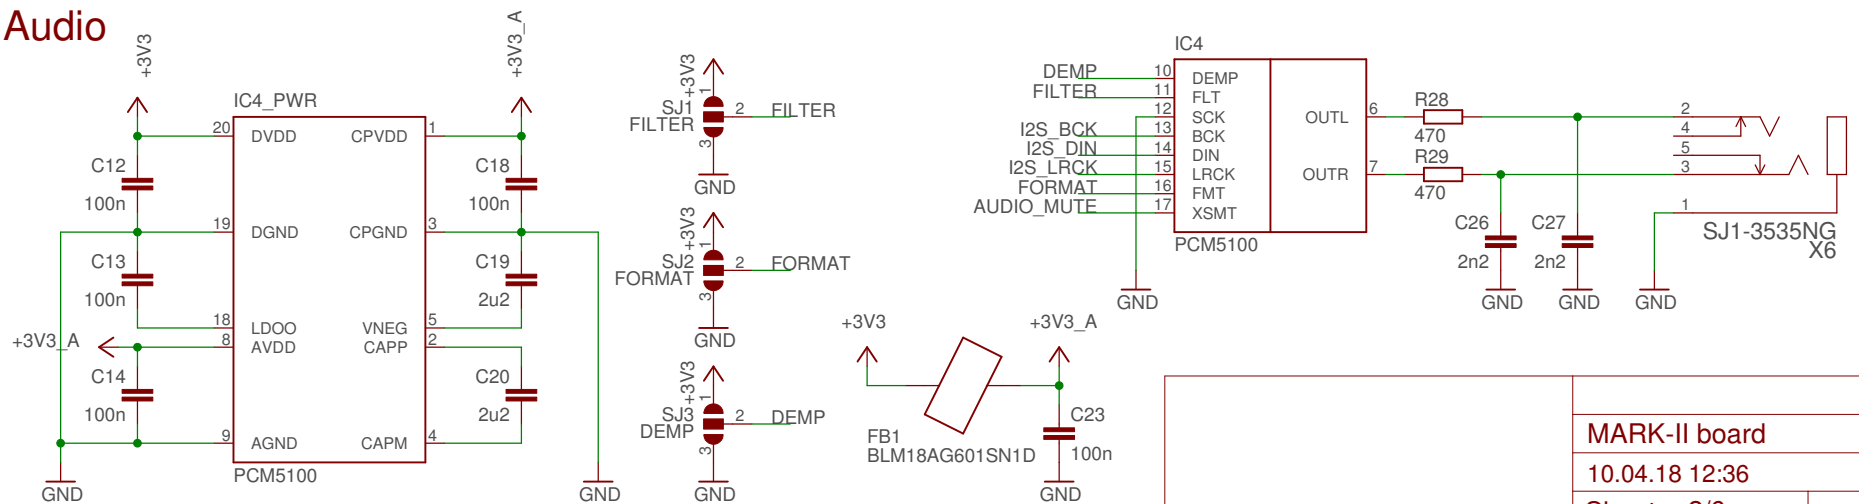 Audio
+3V3
+3V3_A
IC4_PWR
20 DVDD CPVDD 1
C12
100n
C18
100n
19 DGND CPGND 3
C13
100n
C19
2u2
18 LDOO VNEG 5
+3V3_A
8 AVDD CAPP 2
C14
100n
C20
2u2
9 AGND CAPM 4
PCM5100
GND
GND
+3V3
1
SJ1
FILTER
2 FILTER
3
GND
+3V3
1
SJ2
FORMAT
2 FORMAT
3
GND
+3V3
1
SJ3
DEMP
2 DEMP
3
GND
+3V3
+3V3_A
FB1
BLM18AG601SN1D
C23
100n
GND
IC4
DEMP 10 DEMP
FILTER 11 FLT
12 SCK
I2S_BCK 13 BCK
I2S_DIN 14 DIN
I2S_LRCK 15 LRCK
FORMAT 16 FMT
AUDIO_MUTE 17 XSMT
OUTL 6
OUTR 7
PCM5100
GND
R28
470
R29
470
C26
2n2
C27
2n2
GND
GND
GND
2
4
5
3
1
SJ1-3535NG
X6
MARK-II board
10.04.18 12:36